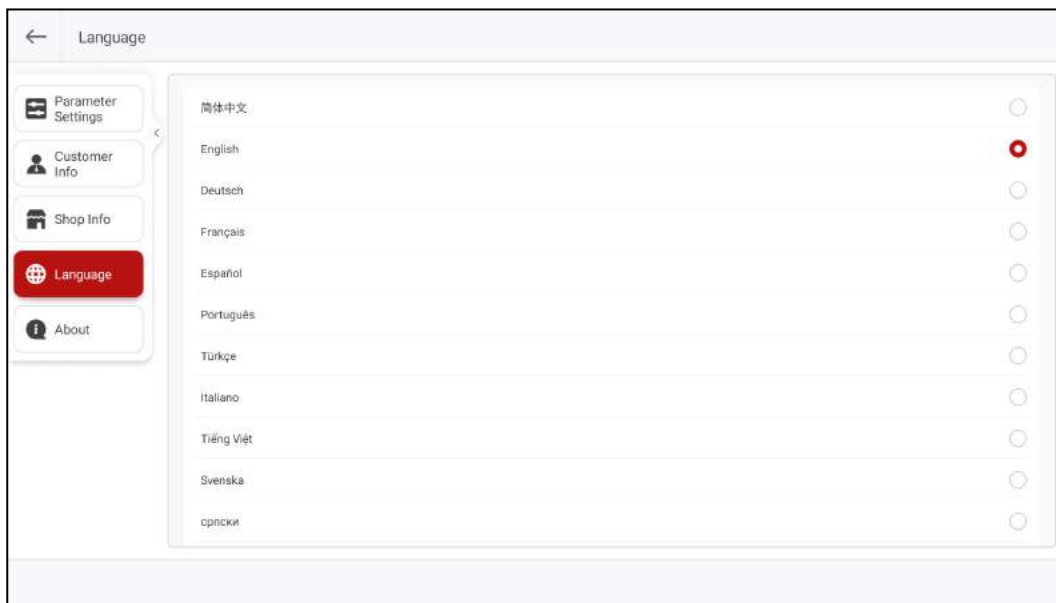 Language
Parameter
Settings
Customer
Info
Shop Info
Language
About
简体中文
English
Deutsch
Français
Español
Português
Türkçe
Italiano
Tiếng Việt
Svenska
српски